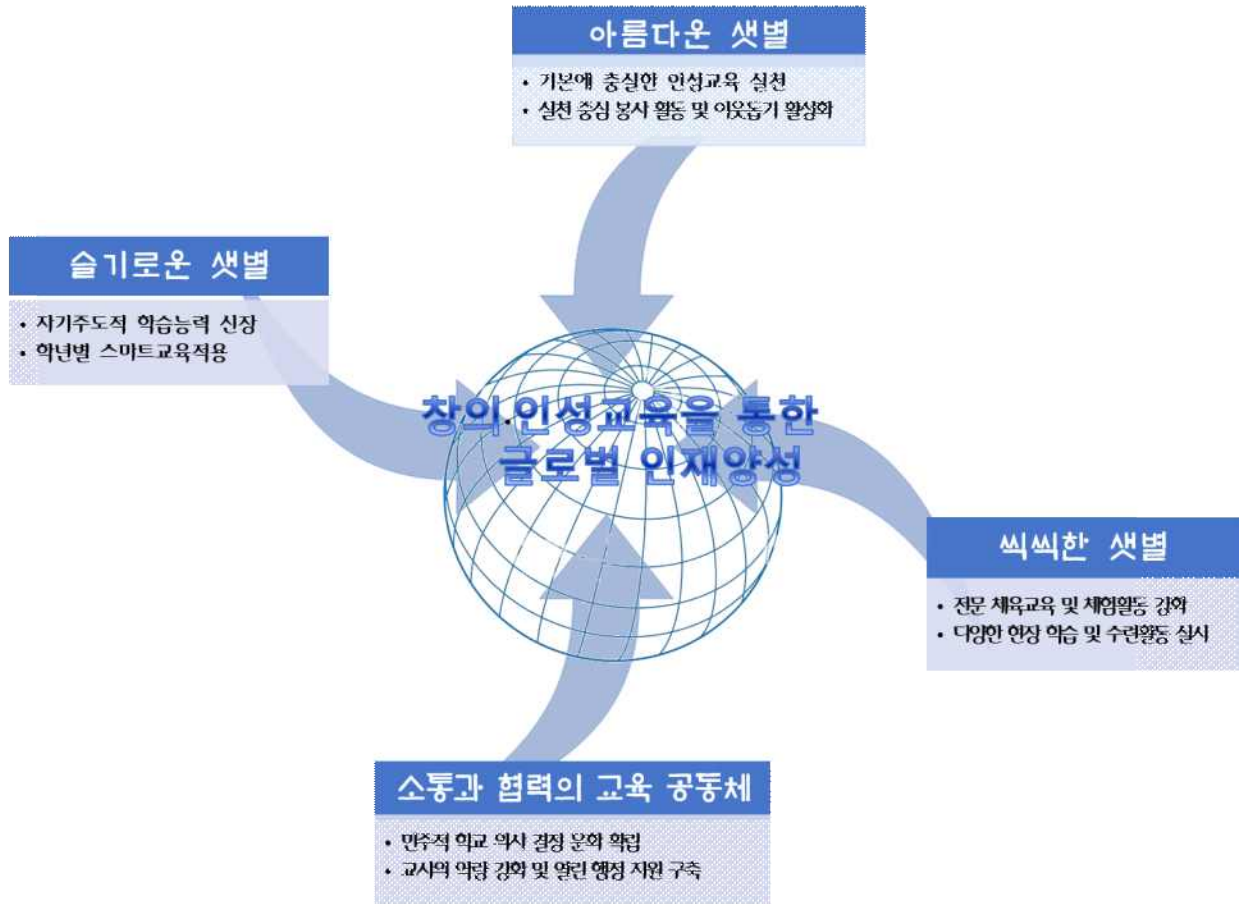 아름다운 샛별
• 기본에 충실한 인성교육 실천
• 실천 중심 봉사 활동 및 이웃돕기 활성화
슬기로운 샛별
• 자기주도적 학습능력 신장
• 학년별 스마트교육적용
창의.인성교육을 통한
글로벌 인재양성
씩씩한 샛별
• 전문 체육교육 및 체험활동 강화
• 다양한 현장 학습 및 수련활동 실시
소통과 협력의 교육 공동체
• 민주적 학교 의사 결정 문화 확립
• 교사의 역량 강화 및 열린 행정 지원 구축